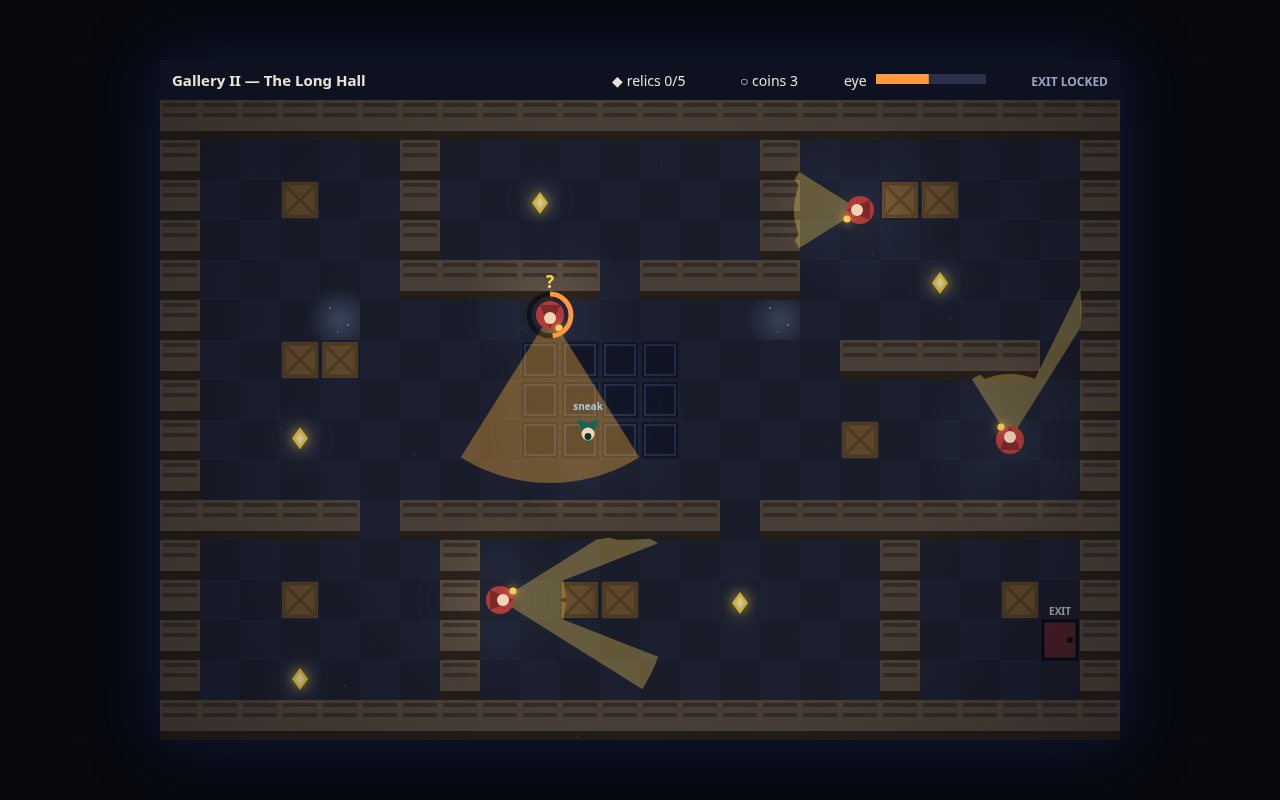 Gallery II — The Long Hall
◆ relics 0/5
○ coins 3
eye
EXIT LOCKED
?
sneak
EXIT